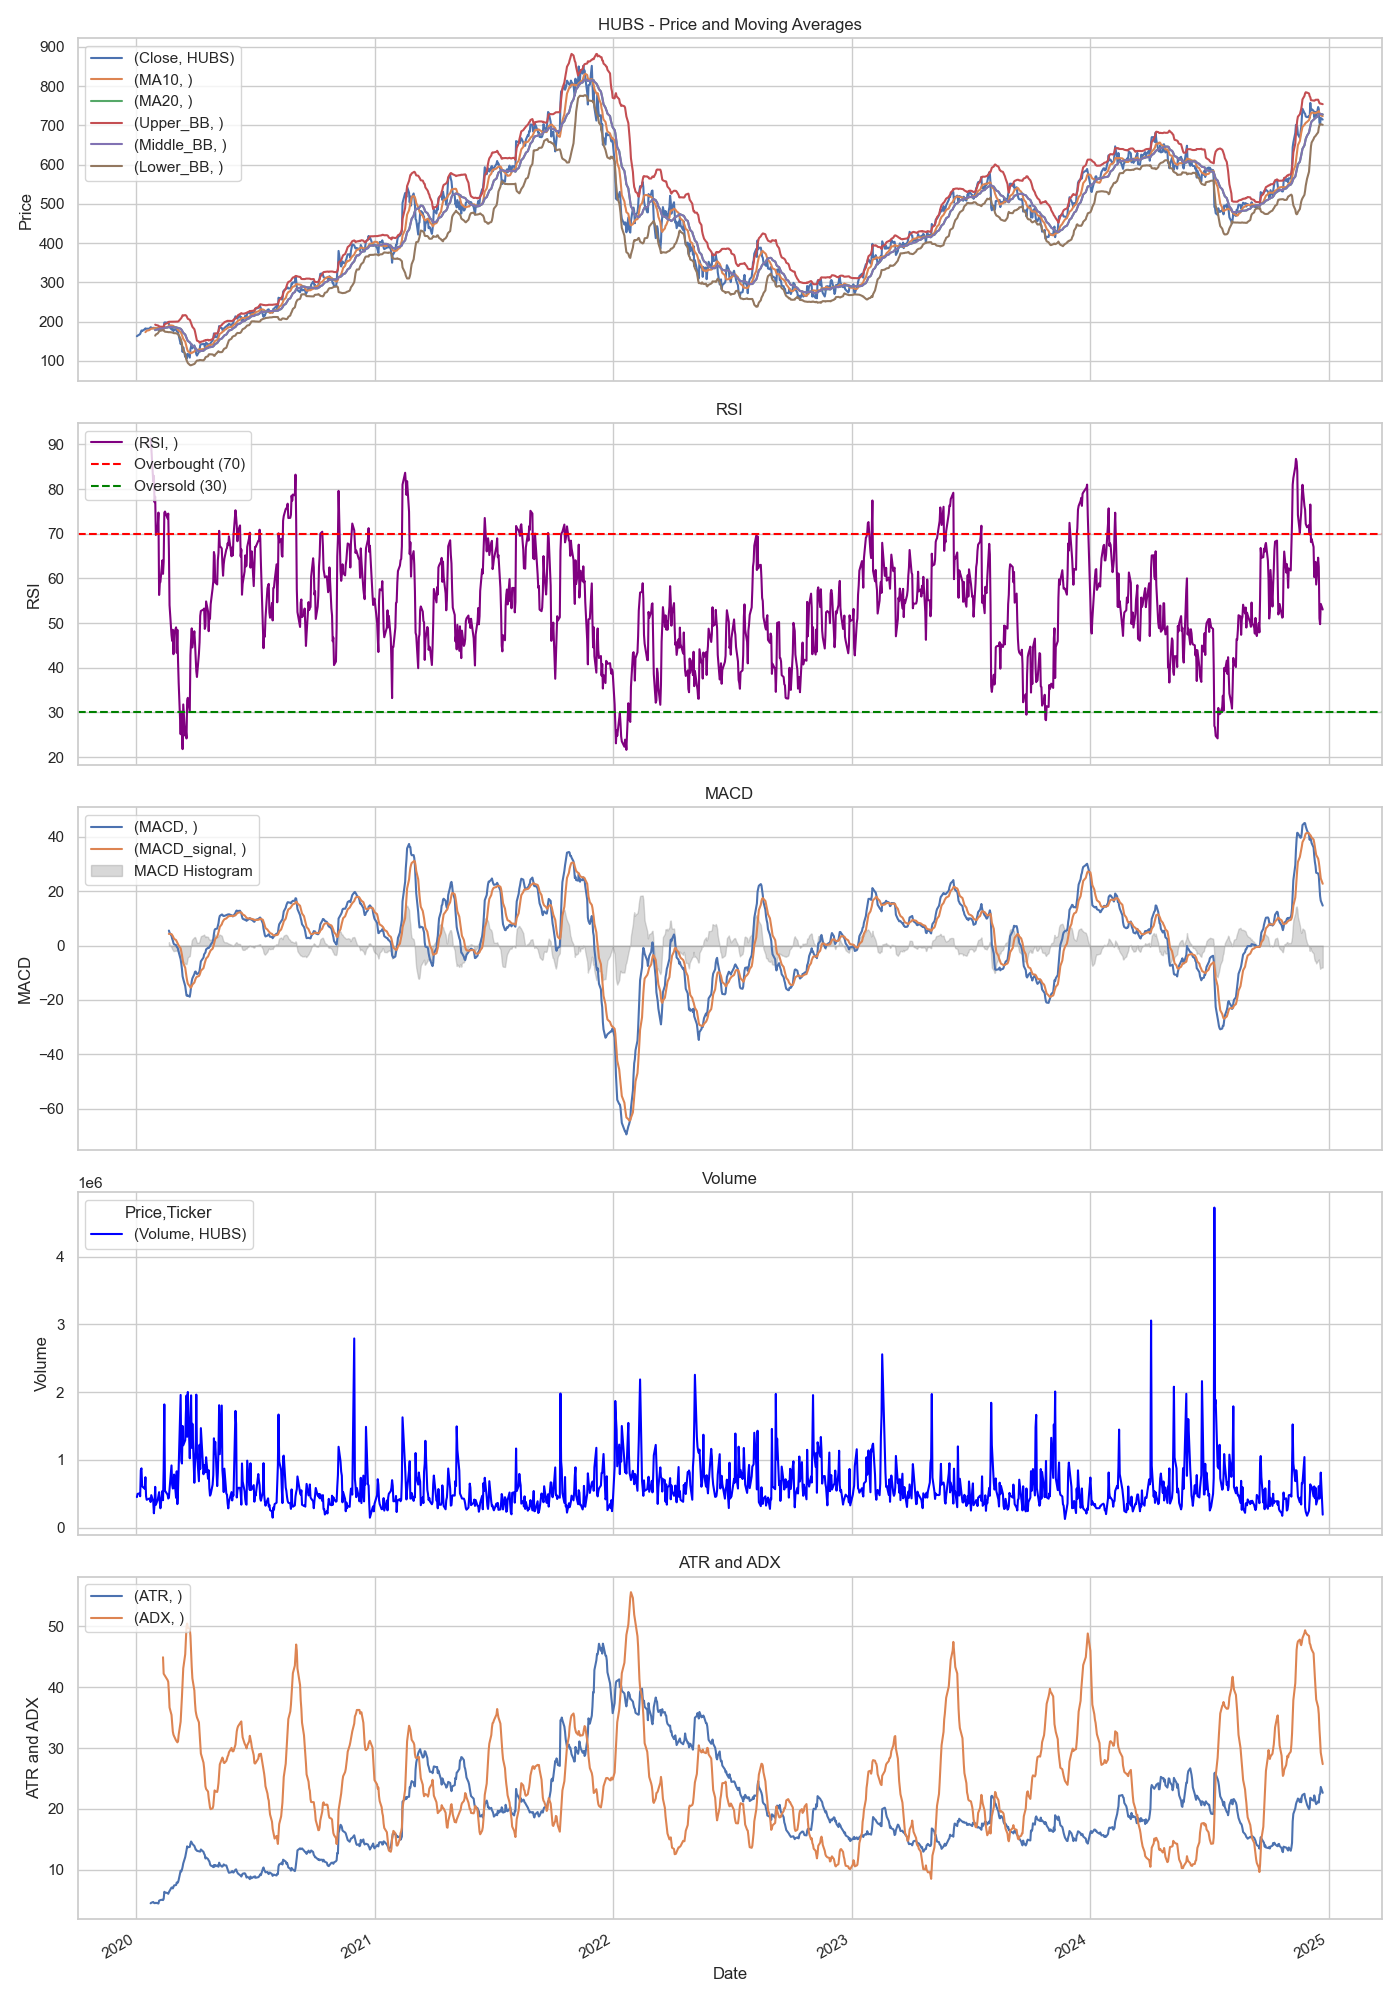 HUBS - Price and Moving Averages
(Close, HUBS)
(MA10, )
(MA20, )
(Upper_BB, )
(Middle_BB, )
(Lower_BB, )
Price
900
800
700
600
500
400
300
200
100
RSI
(RSI, )
Overbought (70)
Oversold (30)
RSI
90
80
70
60
50
40
30
20
MACD
(MACD, )
(MACD_signal, )
MACD Histogram
MACD
40
20
0
−20
−40
−60
Volume
1e6
Price,Ticker
(Volume, HUBS)
Volume
4
3
2
1
0
ATR and ADX
(ATR, )
(ADX, )
ATR and ADX
50
40
30
20
10
2020
2021
2022
2023
2024
2025
Date